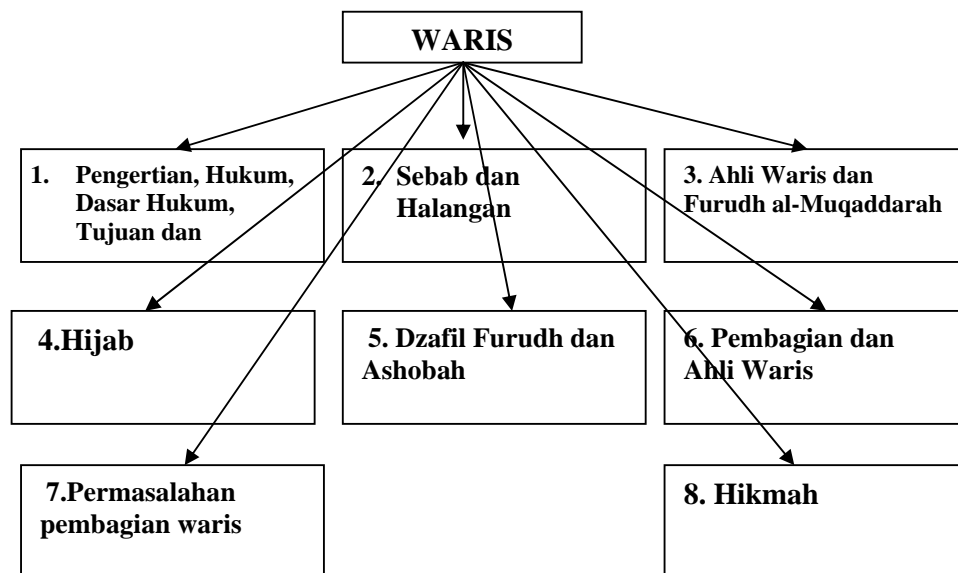 WARIS
1. Pengertian, Hukum,
Dasar Hukum,
Tujuan dan
2. Sebab dan
Halangan
3. Ahli Waris dan
Furudh al-Muqaddarah
4.Hijab
5. Dzafil Furudh dan
Ashobah
6. Pembagian dan
Ahli Waris
7.Permasalahan
pembagian waris
8. Hikmah